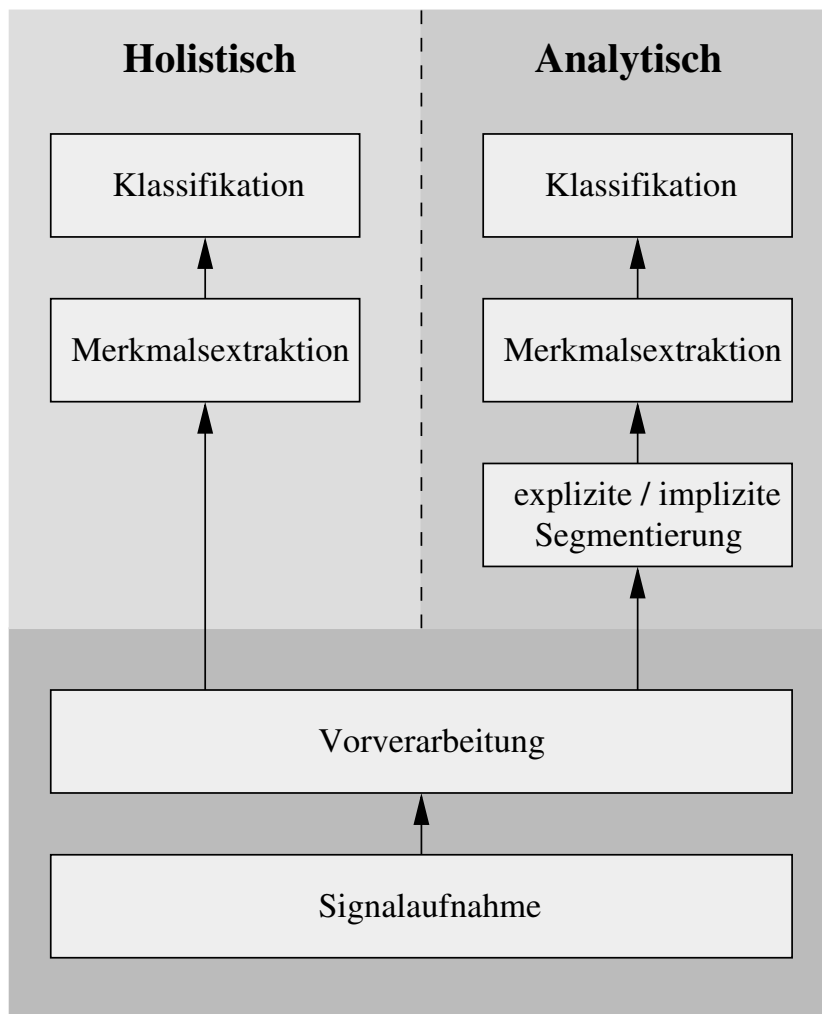 Holistisch
Analytisch
Klassifikation
Klassifikation
Merkmalsextraktion
Merkmalsextraktion
explizite / implizite
Segmentierung
Vorverarbeitung
Signalaufnahme